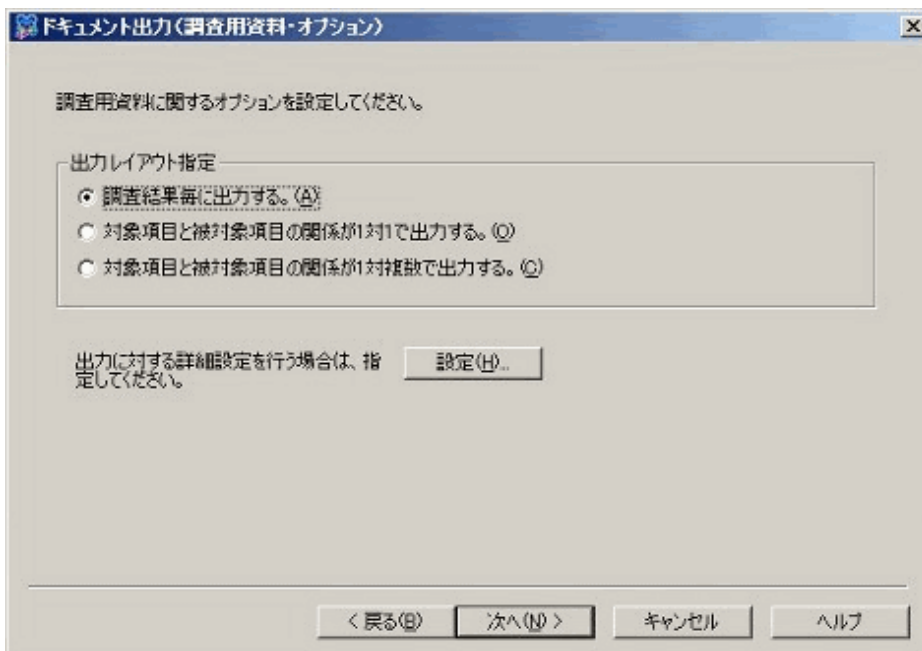 ドキュメント出力(調査用資料・オプション)
調査用資料に関するオプションを設定してください。
出力レイアウト指定
調査結果毎に出力する。(A)
対象項目と被対象項目の関係が1対1で出力する。(O)
対象項目と被対象項目の関係が1対複数で出力する。(C)
出力に対する詳細設定を行う場合は、指
定してください。
設定(H)...
< 戻る(B)
次へ(N) >
キャンセル
ヘルプ